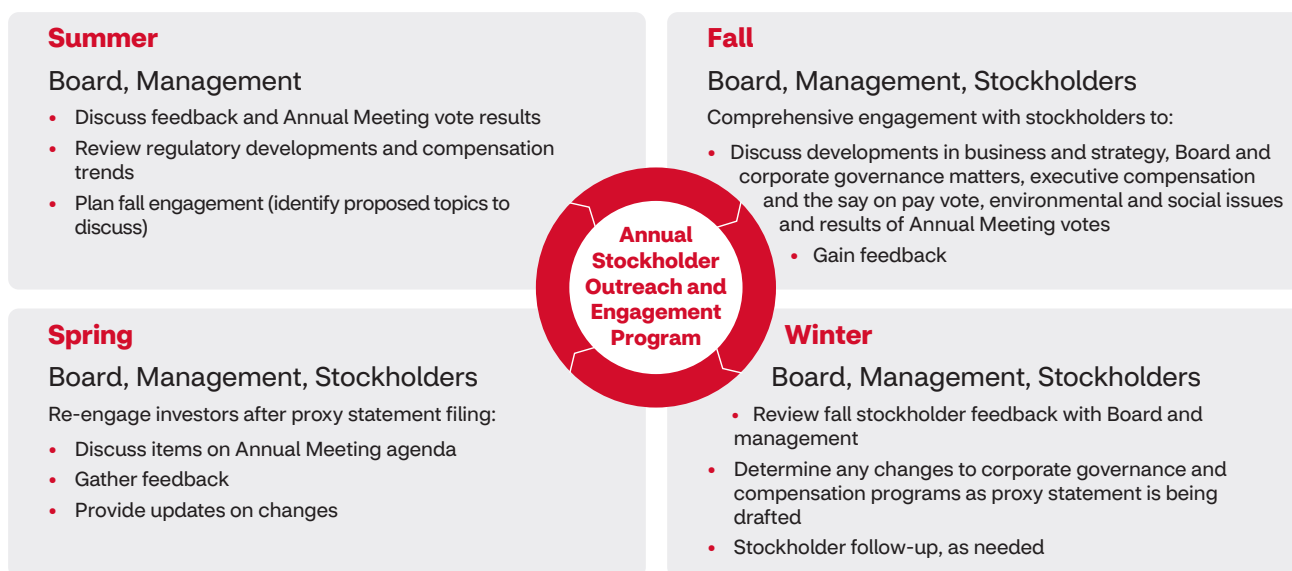 Summer
Board, Management
• Discuss feedback and Annual Meeting vote results
• Review regulatory developments and compensation
trends
• Plan fall engagement (identify proposed topics to
discuss)
Fall
Board, Management, Stockholders
Comprehensive engagement with stockholders to:
• Discuss developments in business and strategy, Board and
corporate governance matters, executive compensation
and the say on pay vote, environmental and social issues
and results of Annual Meeting votes
• Gain feedback
Annual
Stockholder
Outreach and
Engagement
Program
Spring
Board, Management, Stockholders
Re-engage investors after proxy statement filing:
• Discuss items on Annual Meeting agenda
• Gather feedback
• Provide updates on changes
Winter
Board, Management, Stockholders
• Review fall stockholder feedback with Board and
management
• Determine any changes to corporate governance and
compensation programs as proxy statement is being
drafted
• Stockholder follow-up, as needed